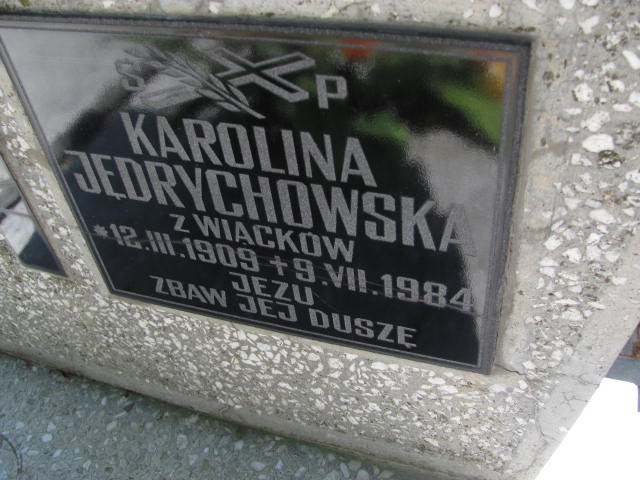 Ś P
KAROLINA
JĘDRYCHOWSKA
Z WIĄCKÓW
*12.III.1909 +9.VII.1984
JEZU
ZBAW JEJ DUSZĘ